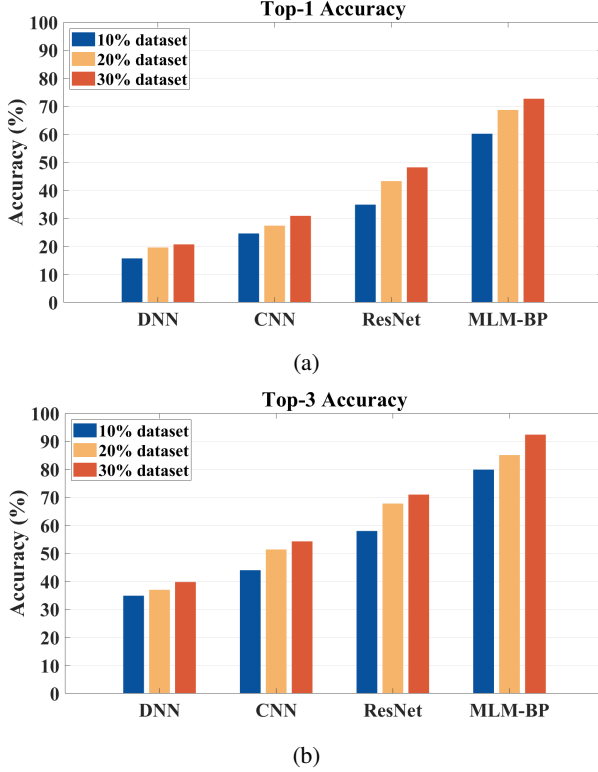 Top-1 Accuracy
100
90
80
70
60
50
40
30
20
10
0
Accuracy (%)
10% dataset
20% dataset
30% dataset
DNN CNN ResNet MLM-BP
(a)
Top-3 Accuracy
100
90
80
70
60
50
40
30
20
10
0
Accuracy (%)
10% dataset
20% dataset
30% dataset
DNN CNN ResNet MLM-BP
(b)